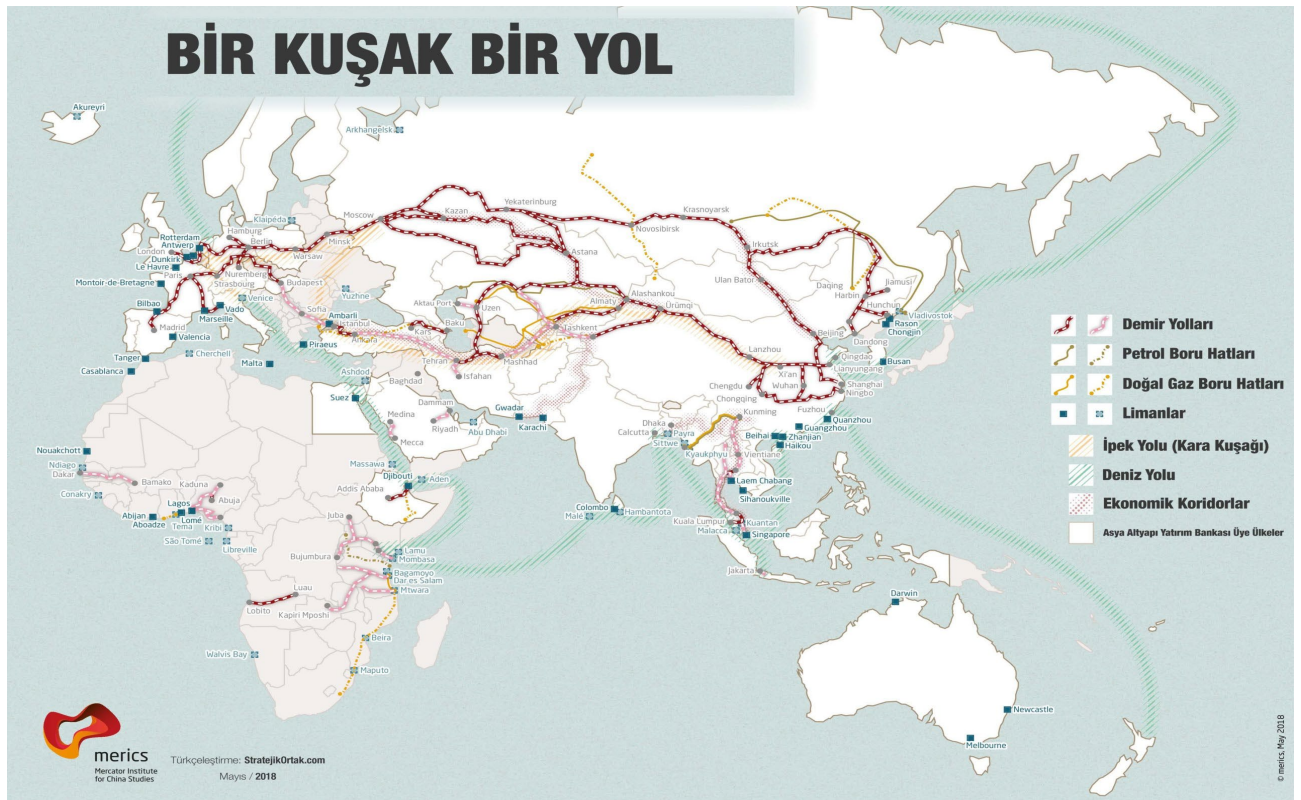 BİR KUŞAK BİR YOL
Akureyri
Arkhangelsk
Klaipėda
Moscow
Kazan
Yekaterinburg
Krasnoyarsk
Novosibirsk
Rotterdam
Hamburg
Antwerp
Berlin
London
Minsk
Dunkirk
Warsaw
Le Havre
Paris
Nuremberg
Strasbourg
Budapest
Montoir-de-Bretagne
Astana
Irkutsk
Ulan Bator
Daqing
Jiamusi
Harbin
Hunchun
Vladivostok
Rason
Chongjin
Dandong
Bilbao
Venice
Vado
Marseille
Madrid
Valencia
Sofia
Yuzhne
Ambarli
Istanbul
Ankara
Kars
Baku
Aktau Port
Uzen
Almaty
Alashankou
Ürümqi
Tashkent
Beijing
Lanzhou
Qingdao
Lianyungang
Busan
Tanger
Casablanca
Cherchell
Malta
Piraeus
Tehran
Mashhad
Isfahan
Xi'an
Wuhan
Chengdu
Chongqing
Shanghai
Ningbo
Ashdod
Baghdad
Suez
Dammam
Medina
Riyadh
Mecca
Abu Dhabi
Gwadar
Karachi
Fuzhou
Quanzhou
Guangzhou
Kunming
Dhaka
Calcutta
Payra
Sittwe
Kyaukphyu
Beihai
Zhanjian
Haikou
Vientiane
Nouakchott
Ndiago
Dakar
Bamako
Kaduna
Abuja
Conakry
Massawa
Djibouti
Aden
Addis Ababa
Laem Chabang
Sihanoukville
Abijan
Aboadze
Lagos
Lomé
Tema
Kribi
São Tomé
Libreville
Juba
Colombo
Hambantota
Malé
Kuala Lumpur
Kuantan
Malacca
Singapore
Jakarta
Bujumbura
Lamu
Mombasa
Bagamoyo
Dar es Salam
Mtwara
Luau
Lobito
Kapiri Mposhi
Darwin
Walvis Bay
Beira
Maputo
Newcastle
Melbourne
Demir Yolları
Petrol Boru Hatları
Doğal Gaz Boru Hatları
Limanlar
İpek Yolu (Kara Kuşağı)
Deniz Yolu
Ekonomik Koridorlar
Asya Altyapı Yatırım Bankası Üye Ülkeler
merics
Mercator Institute
for China Studies
Türkçeleştirme: StratejikOrtak.com
Mayıs / 2018
© merics, May 2018